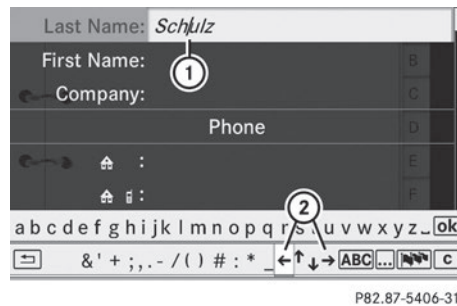 Last Name: Schulz
1
First Name:
B
Company:
C
Phone
D
:
E
:
F
2
a b c d e f g h i j k l m n o p q r s t u v w x y z _ ok
& ' + ; , . - / ( ) # : * _ ← ↑ ↓ → ABC ... C
P82.87-5406-31